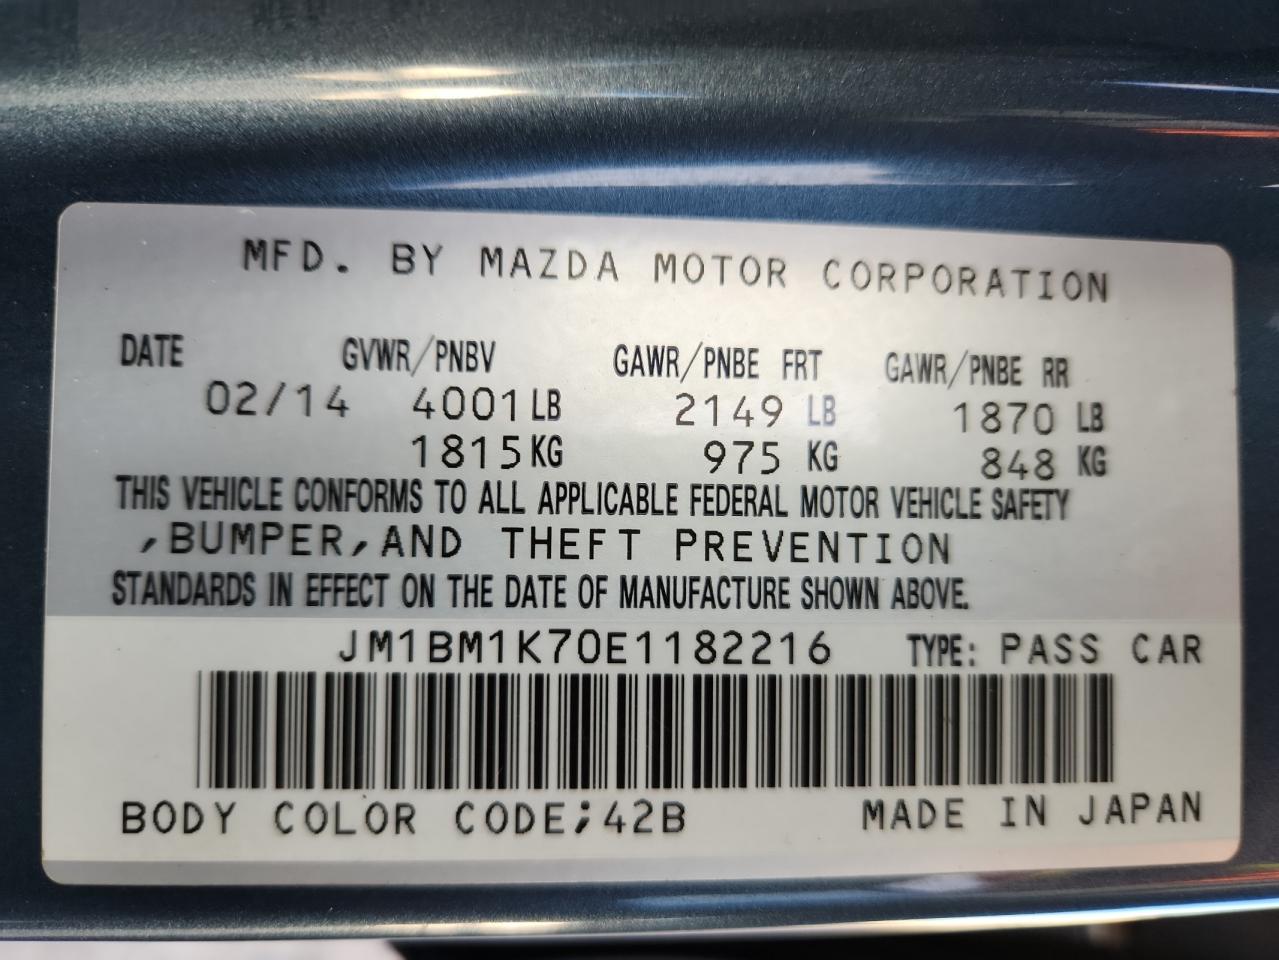 MFD. BY MAZDA MOTOR CORPORATION
DATE GVWR/PNBV GAWR/PNBE FRT GAWR/PNBE RR
02/14 4001 LB 2149 LB 1870 LB
1815 KG 975 KG 848 KG
THIS VEHICLE CONFORMS TO ALL APPLICABLE FEDERAL MOTOR VEHICLE SAFETY
,BUMPER,AND THEFT PREVENTION
STANDARDS IN EFFECT ON THE DATE OF MANUFACTURE SHOWN ABOVE.
JM1BM1K70E1182216 TYPE: PASS CAR
BODY COLOR CODE;42B MADE IN JAPAN